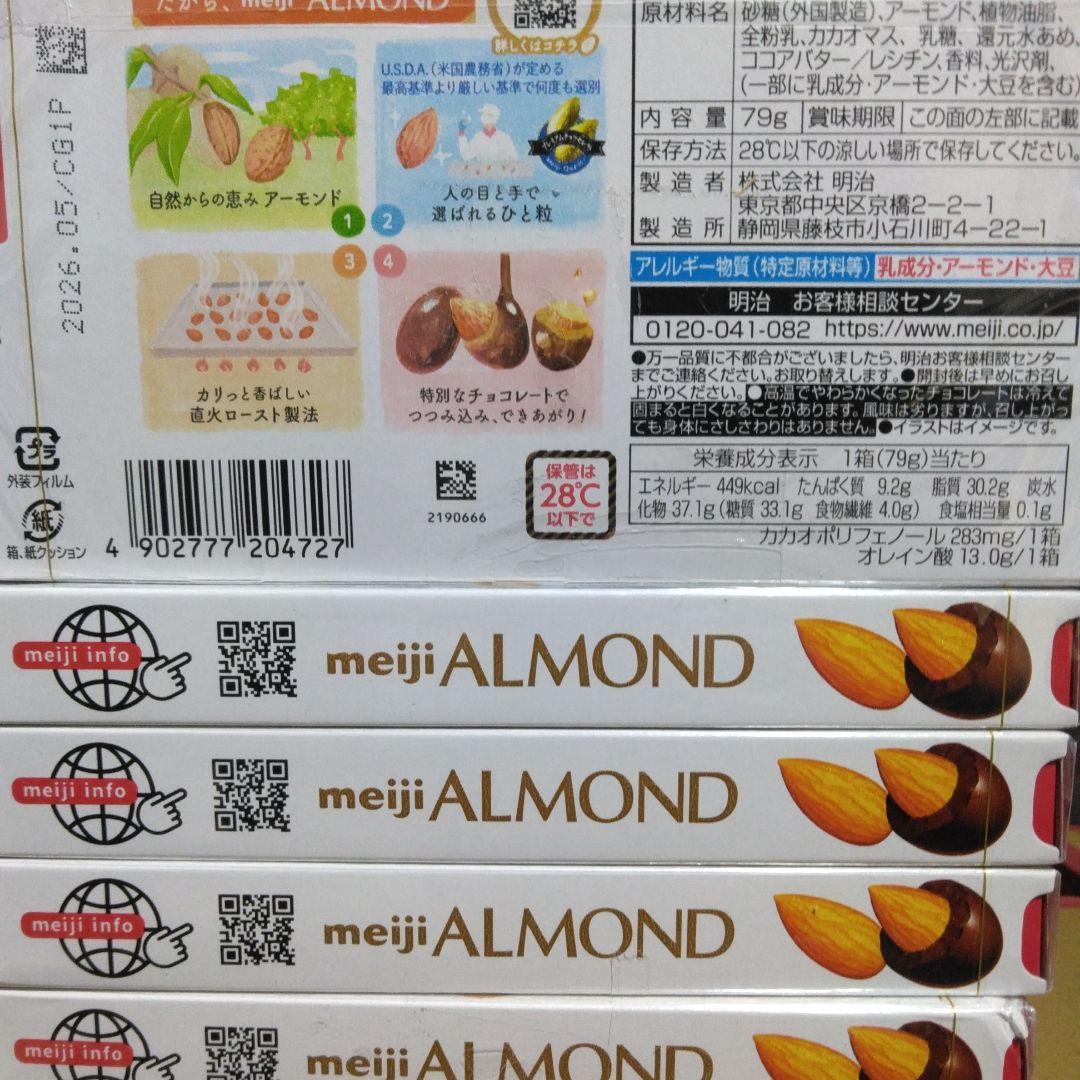 だから、meiji ALMOND
詳しくはコチラ
2026.05/CG1P
自然からの恵み アーモンド
1
U.S.D.A.(米国農務省)が定める
最高基準より厳しい基準で何度も選別
人の目と手で
選ばれるひと粒
2
3
カリっと香ばしい
直火ロースト製法
4
特別なチョコレートで
つつみ込み、できあがり!
原材料名 砂糖(外国製造)、アーモンド、植物油脂、
全粉乳、カカオマス、乳糖、還元水あめ、
ココアバター/レシチン、香料、光沢剤、
(一部に乳成分・アーモンド・大豆を含む)
内容量 79g 賞味期限 この面の左部に記載
保存方法 28℃以下の涼しい場所で保存してください。
製造者 株式会社 明治
東京都中央区京橋2-2-1
製造所 静岡県藤枝市小石川町4-22-1
アレルギー物質(特定原材料等) 乳成分・アーモンド・大豆
明治 お客様相談センター
0120-041-082 https://www.meiji.co.jp/
●万一品質に不都合がございましたら、明治お客様相談センター
までご連絡ください。お取り替えします。●開封後は早めにお召し
上がりください。●高温でやわらかくなったチョコレートは冷えて
固まると白くなることがあります。風味は劣りますが、召し上がっ
ても身体にさしさわりはありません。●イラストはイメージです。
栄養成分表示 1箱(79g)当たり
エネルギー 449kcal たんぱく質 9.2g 脂質 30.2g 炭水
化物 37.1g(糖質 33.1g 食物繊維 4.0g) 食塩相当量 0.1g
カカオポリフェノール 283mg/1箱
オレイン酸 13.0g/1箱
プラ
外装フィルム
紙
箱、紙クッション
4 902777 204727
2190666
保管は
28℃
以下で
meiji info
meiji ALMOND
meiji info
meiji ALMOND
meiji info
meiji ALMOND
meiji info
meiji ALMOND